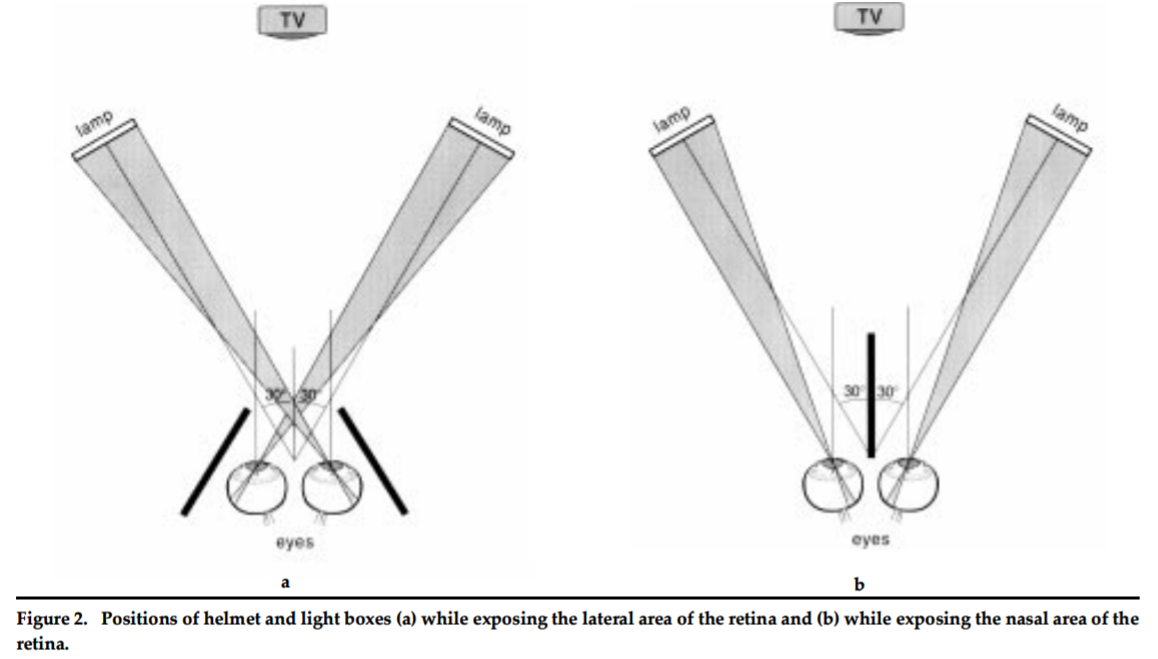 TV
TV
lamp
lamp
lamp
lamp
30° 30°
30° 30°
eyes
eyes
a
b
Figure 2. Positions of helmet and light boxes (a) while exposing the lateral area of the retina and (b) while exposing the nasal area of the
retina.